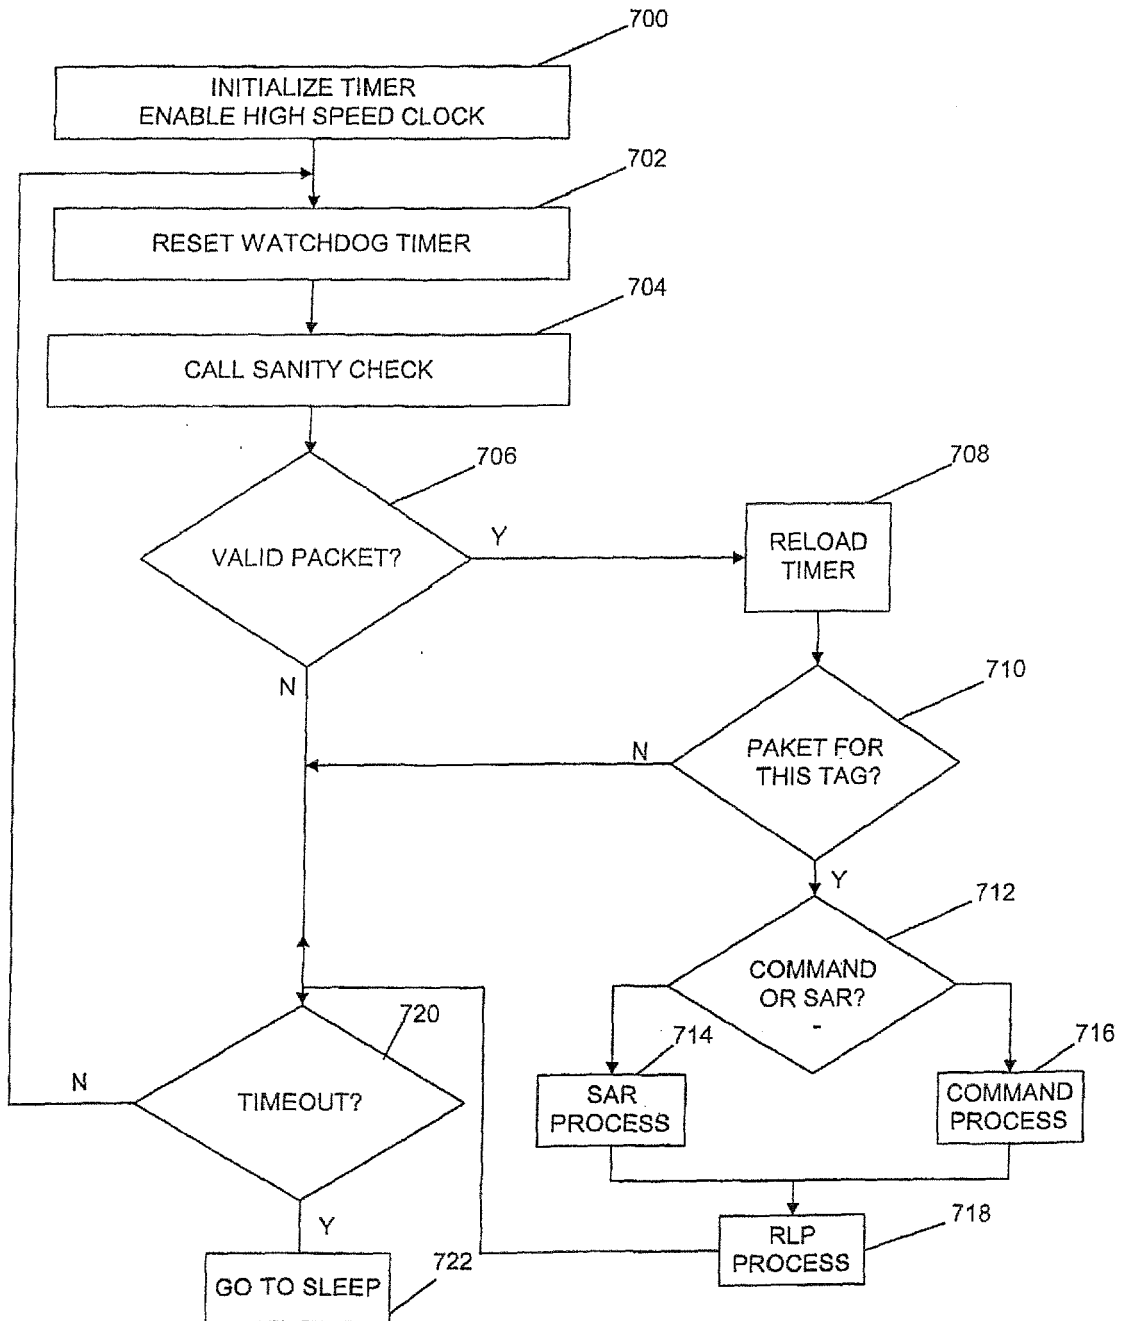 700
INITIALIZE TIMER
ENABLE HIGH SPEED CLOCK
702
RESET WATCHDOG TIMER
704
CALL SANITY CHECK
706
VALID PACKET?
Y
N
708
RELOAD
TIMER
710
PAKET FOR
THIS TAG?
N
Y
712
COMMAND
OR SAR?
714
SAR
PROCESS
716
COMMAND
PROCESS
718
RLP
PROCESS
720
TIMEOUT?
N
Y
722
GO TO SLEEP